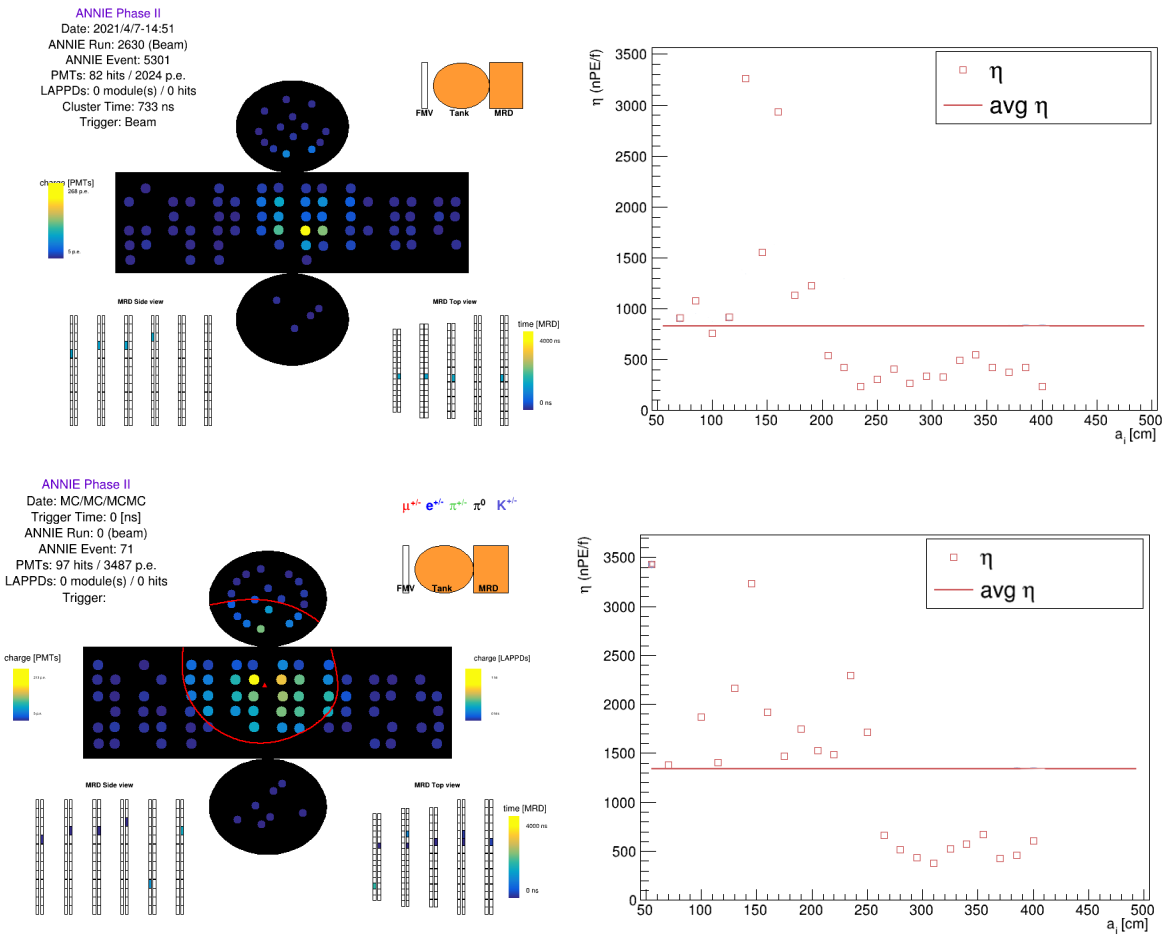 ANNIE Phase II
Date: 2021/4/7-14:51
ANNIE Run: 2630 (Beam)
ANNIE Event: 5301
PMTs: 82 hits / 2024 p.e.
LAPPDs: 0 module(s) / 0 hits
Cluster Time: 733 ns
Trigger: Beam
FMV Tank MRD
charge [PMTs]
268 p.e.
MRD Side view
MRD Top view
time [MRD]
4000 ns
0 ns
η (nPE/f)
3500
3000
2500
2000
1500
1000
500
0
50 100 150 200 250 300 350 400 450 500
a_i [cm]
η
avg η
ANNIE Phase II
Date: MC/MC/MCMC
Trigger Time: 0 [ns]
ANNIE Run: 0 (beam)
ANNIE Event: 71
PMTs: 97 hits / 3487 p.e.
LAPPDs: 0 module(s) / 0 hits
Trigger:
μ+/- e+/- π+/- π0 K+/-
FMV Tank MRD
charge [PMTs]
charge [LAPPDs]
MRD Side view
MRD Top view
time [MRD]
4000 ns
0 ns
η (nPE/f)
3500
3000
2500
2000
1500
1000
500
0
50 100 150 200 250 300 350 400 450 500
a_i [cm]
η
avg η